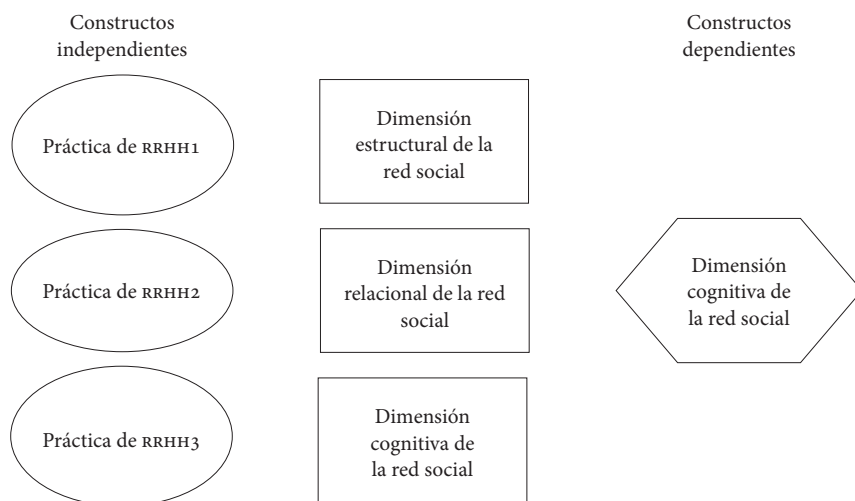 Constructos
independientes
Constructos
dependientes
Práctica de RRHH1
Dimensión
estructural de la
red social
Práctica de RRHH2
Dimensión
relacional de la red
social
Dimensión
cognitiva de
la red social
Práctica de RRHH3
Dimensión
cognitiva de
la red social